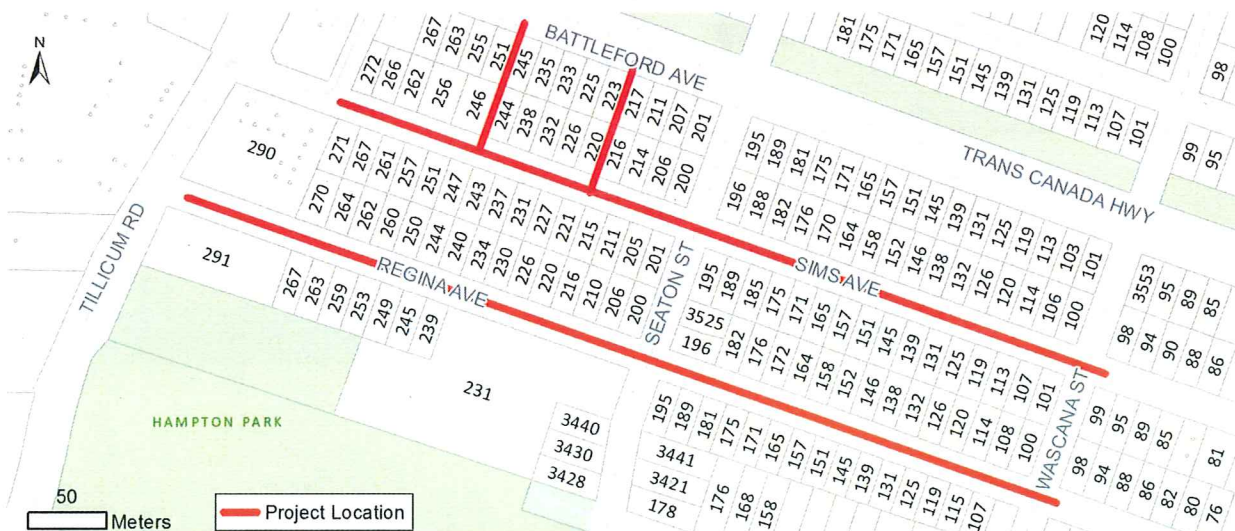 N
TILLICUM RD
BATTLEFORD AVE
TRANS CANADA HWY
SIMS AVE
REGINA AVE
SEATON ST
WASCANA ST
HAMPTON PARK
267 263 255 251 245 235 233 225 223 217 211 207 201
272 266 262 256 246 244 238 232 226 220 216 214 206 200
181 175 171 165 157 151 145 139 131 125 119 113 107 101
120 114 108 100
98
99 95
290
271 267 261 257 251 247 243 237 231 227 221 215 211 205 201
270 264 262 260 250 244 240 234 230 226 220 216 210 206 200
195 189 181 175 171 165 157 151 145 139 131 125 119 113 103 101
196 188 182 176 170 164 158 152 146 138 132 126 120 114 106 100
3553 95 89 85
98 94 90 88 86
291
267 263 259 253 249 245 239
231
195 189 185 175 171 165 157 151 145 139 131 125 119 113 107 101
3525
196 182 176 172 164 158 152 146 138 132 126 120 114 108 100
99 95 89 85 81
98 94 88 86 82 80 76
3440
3430
3428
195 189 181 175 171 165 157 151 145 139 131 125 119 115 107
3441
3421
178 176 168 158
50
Meters
Project Location